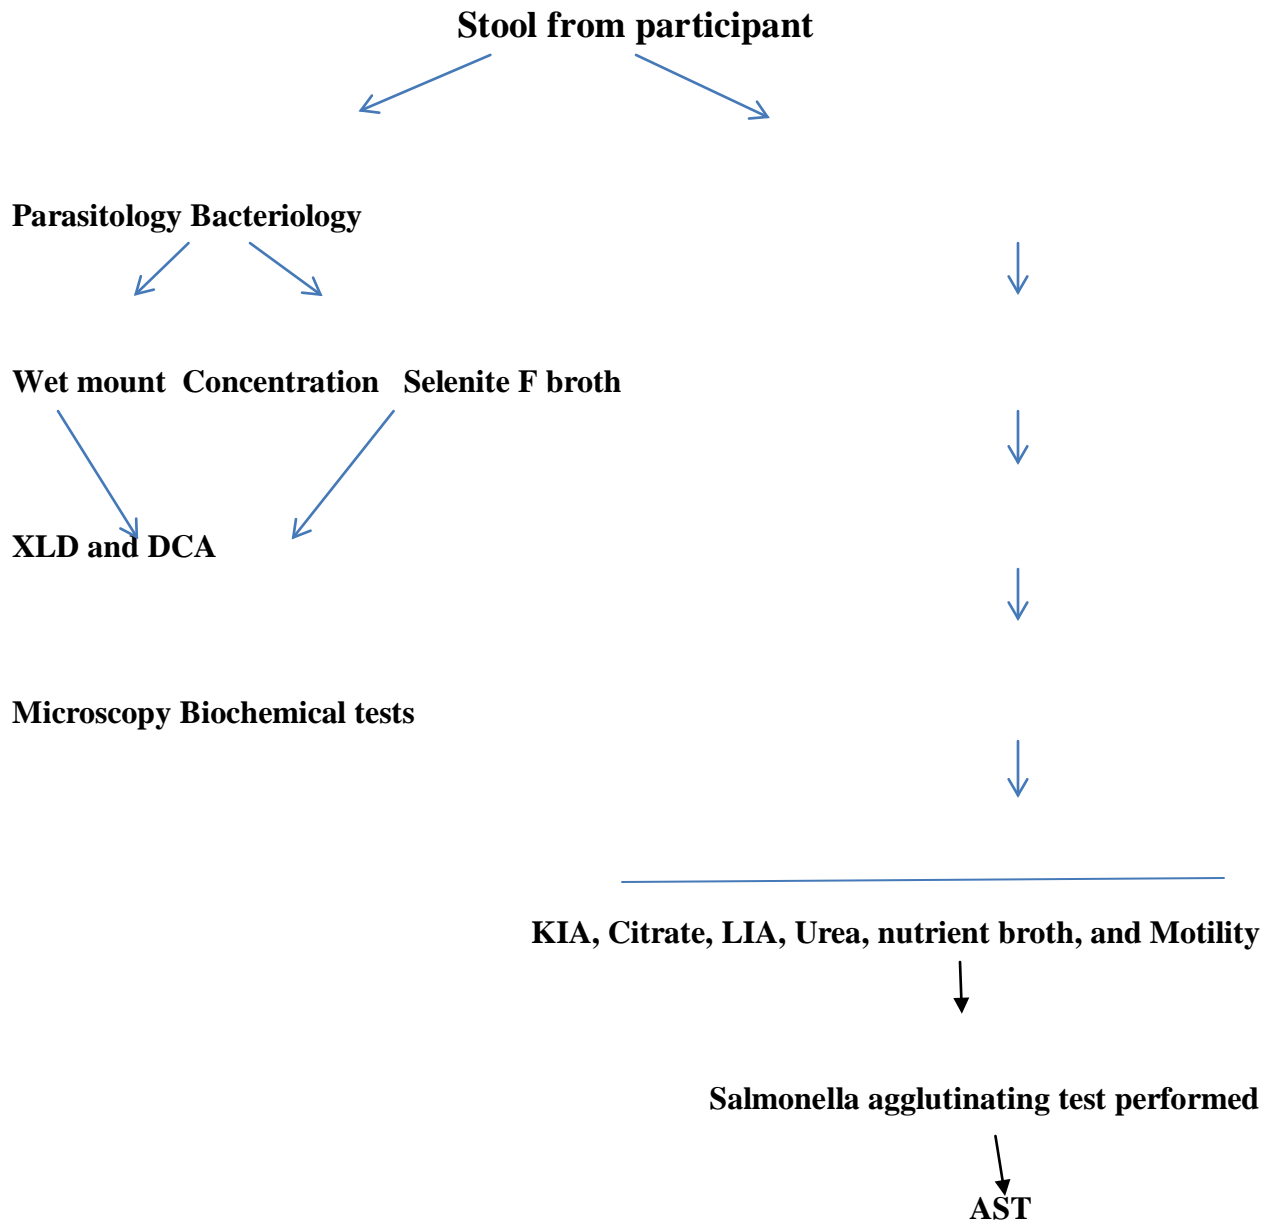 Stool from participant
Parasitology Bacteriology
Wet mount Concentration Selenite F broth
XLD and DCA
Microscopy Biochemical tests
KIA, Citrate, LIA, Urea, nutrient broth, and Motility
Salmonella agglutinating test performed
AST